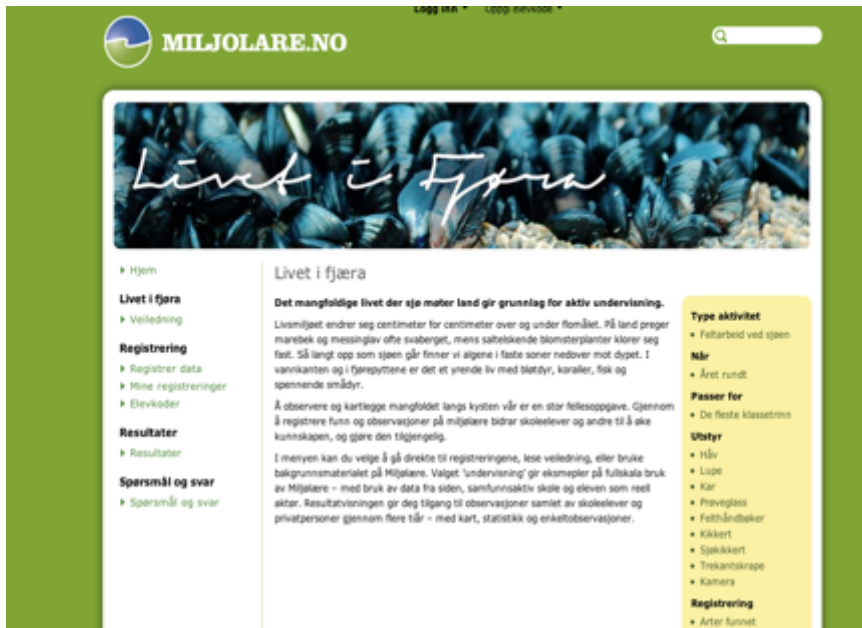 Logg inn Uppgi elevkode
MILJOLARE.NO
Livet i Fjøra
Hjem
Livet i fjøra
Veiledning
Registrering
Registrer data
Mine registreringer
Elevkoder
Resultater
Resultater
Spørsmål og svar
Spørsmål og svar
Livet i fjæra
Det mangfoldige livet der sjø møter land gir grunnlag for aktiv undervisning.
Livsmiljøet endrer seg centimeter for centimeter over og under flomålet. På land preger
marebek og messinglav ofte svaberget, mens saltelskende blomsterplanter klorer seg
fast. Så langt opp som sjøen går finner vi algene i faste soner nedover mot dypet. I
vannkanten og i fjørepyttene er det et yrende liv med bløtdyr, koraller, fisk og
spennende smådyr.
Å observere og kartlegge mangfoldet langs kysten vår er en stor fellesoppgave. Gjennom
å registrere funn og observasjoner på miljølære bidrar skoleelever og andre til å øke
kunnskapen, og gjøre den tilgjengelig.
I menyen kan du velge å gå direkte til registreringene, lese veiledning, eller bruke
bakgrunnsmaterialet på Miljølære. Valget 'undervisning' gir eksempler på fullskala bruk
av Miljølære – med bruk av data fra siden, samfunnsaktiv skole og eleven som reell
aktør. Resultatvisningen gir deg tilgang til observasjoner samlet av skoleelever og
privatpersoner gjennom flere tiår – med kart, statistikk og enkeltobservasjoner.
Type aktivitet
Feltarbeid ved sjøen
Når
Året rundt
Passer for
De fleste klassetrinn
Utstyr
Håv
Lupe
Kar
Prøveglass
Felthåndbøker
Kikkert
Sjøkikkert
Trekantskrape
Kamera
Registrering
Arter funnet